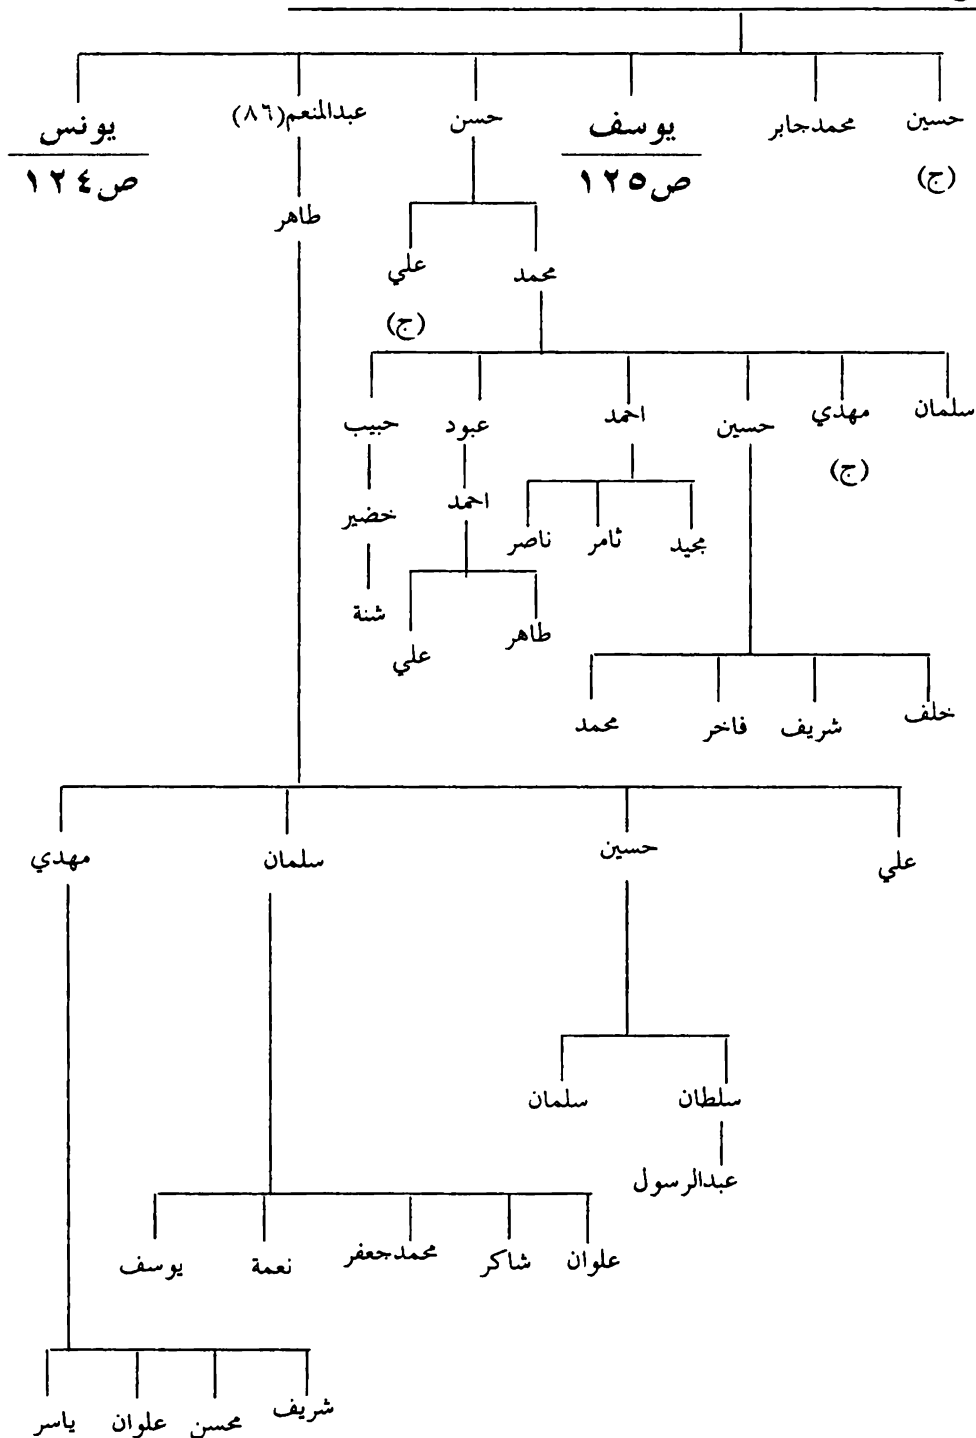 حسين محمدجابر يوسف حسن عبدالمنعم(٨٦) يونس
(ج) ص١٢٥ ص١٢٤
طاهر
محمد علي
(ج)
سلمان مهدي حسين احمد عبود حبيب
(ج)
مجيد ثامر ناصر احمد خضير
طاهر علي شنة
خلف شريف فاخر محمد
علي حسين سلمان مهدي
سلطان سلمان
عبدالرسول
علوان شاكر محمدجعفر نعمة يوسف
شريف محسن علوان ياسر